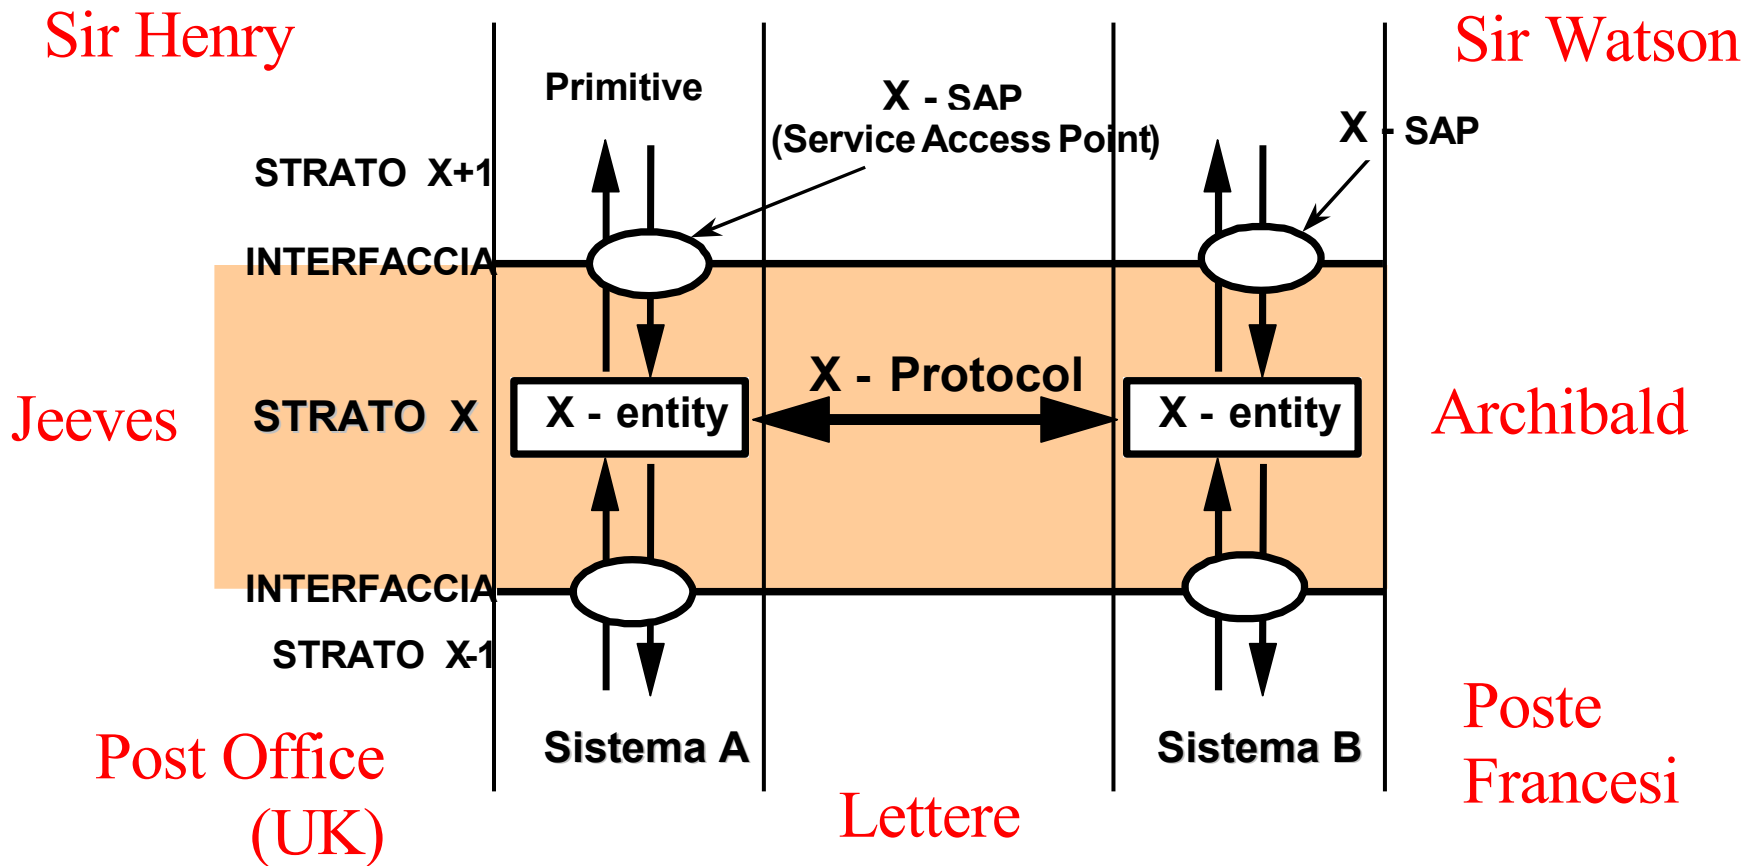 Sir Henry
Sir Watson
Primitive
X - SAP
(Service Access Point)
X - SAP
STRATO X+1
INTERFACCIA
Jeeves
STRATO X
X - entity
X - Protocol
X - entity
Archibald
INTERFACCIA
STRATO X-1
Post Office
(UK)
Sistema A
Lettere
Sistema B
Poste
Francesi